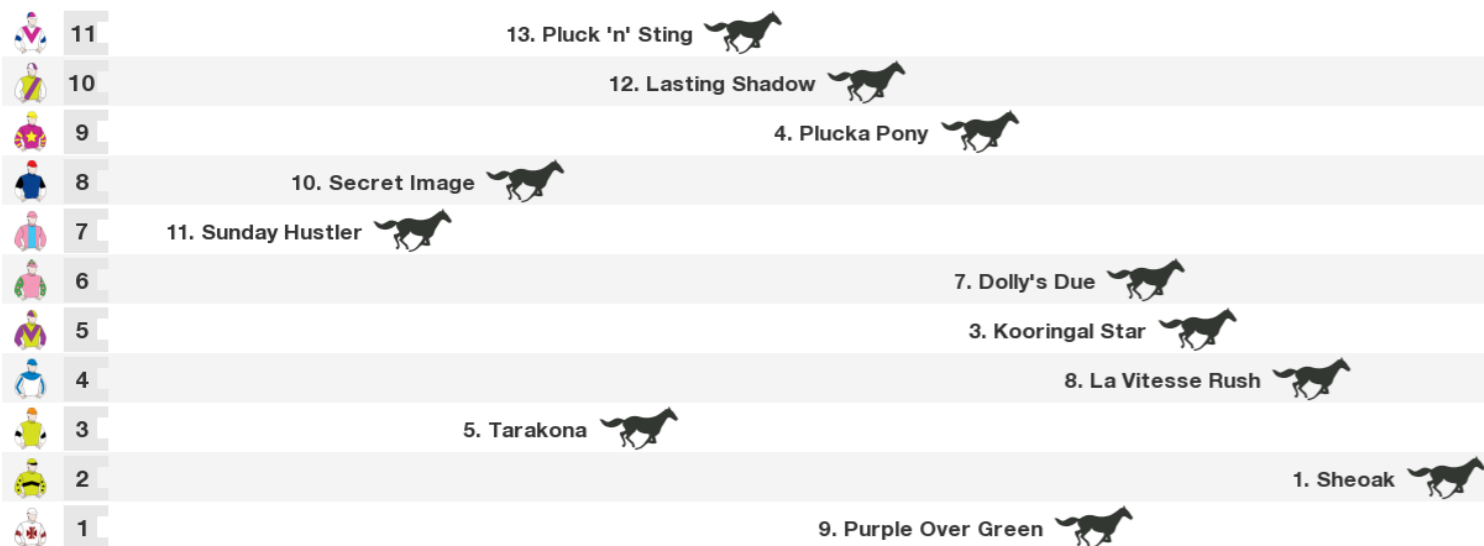 11 13. Pluck 'n' Sting
10 12. Lasting Shadow
9 4. Plucka Pony
8 10. Secret Image
7 11. Sunday Hustler
6 7. Dolly's Due
5 3. Kooringal Star
4 8. La Vitesse Rush
3 5. Tarakona
2 1. Sheoak
1 9. Purple Over Green